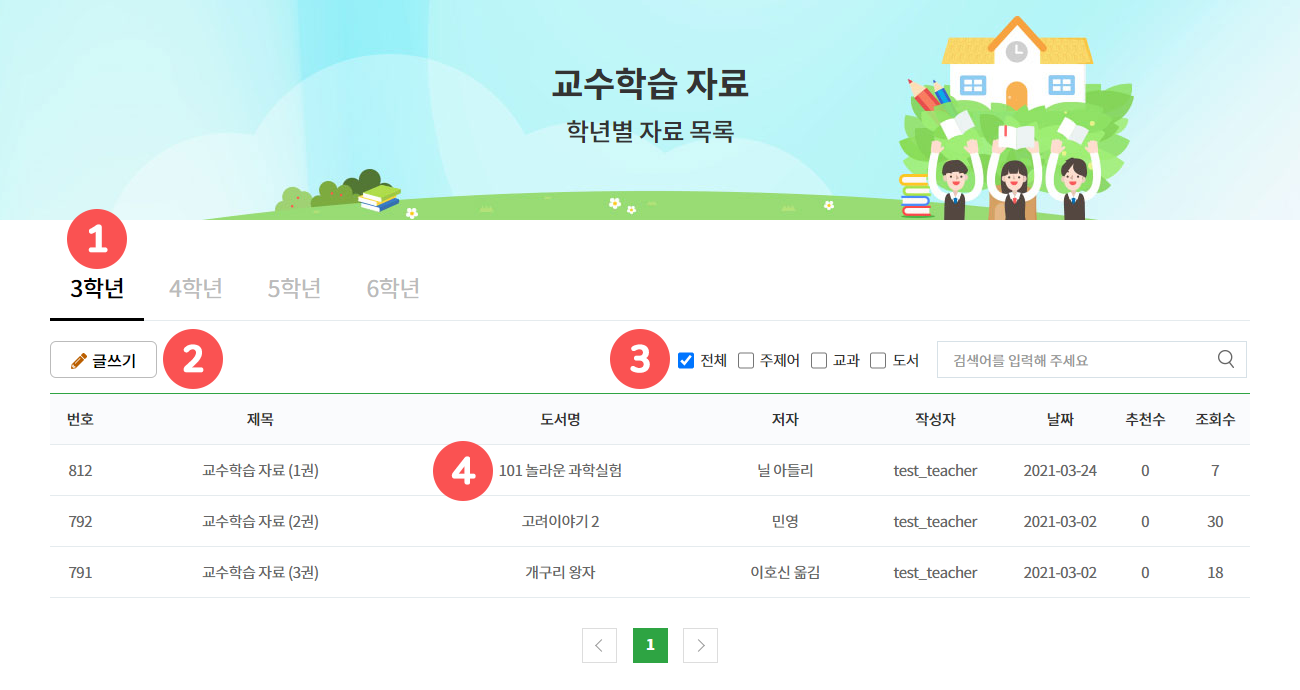 교수학습 자료
학년별 자료 목록
1
3학년 4학년 5학년 6학년
글쓰기 2 3 전체 주제어 교과 도서 검색어를 입력해 주세요
번호 제목 도서명 저자 작성자 날짜 추천수 조회수
812 교수학습 자료 (1권) 4 101 놀라운 과학실험 닐 아들리 test_teacher 2021-03-24 0 7
792 교수학습 자료 (2권) 고려이야기 2 민영 test_teacher 2021-03-02 0 30
791 교수학습 자료 (3권) 개구리 왕자 이호신 옮김 test_teacher 2021-03-02 0 18
1